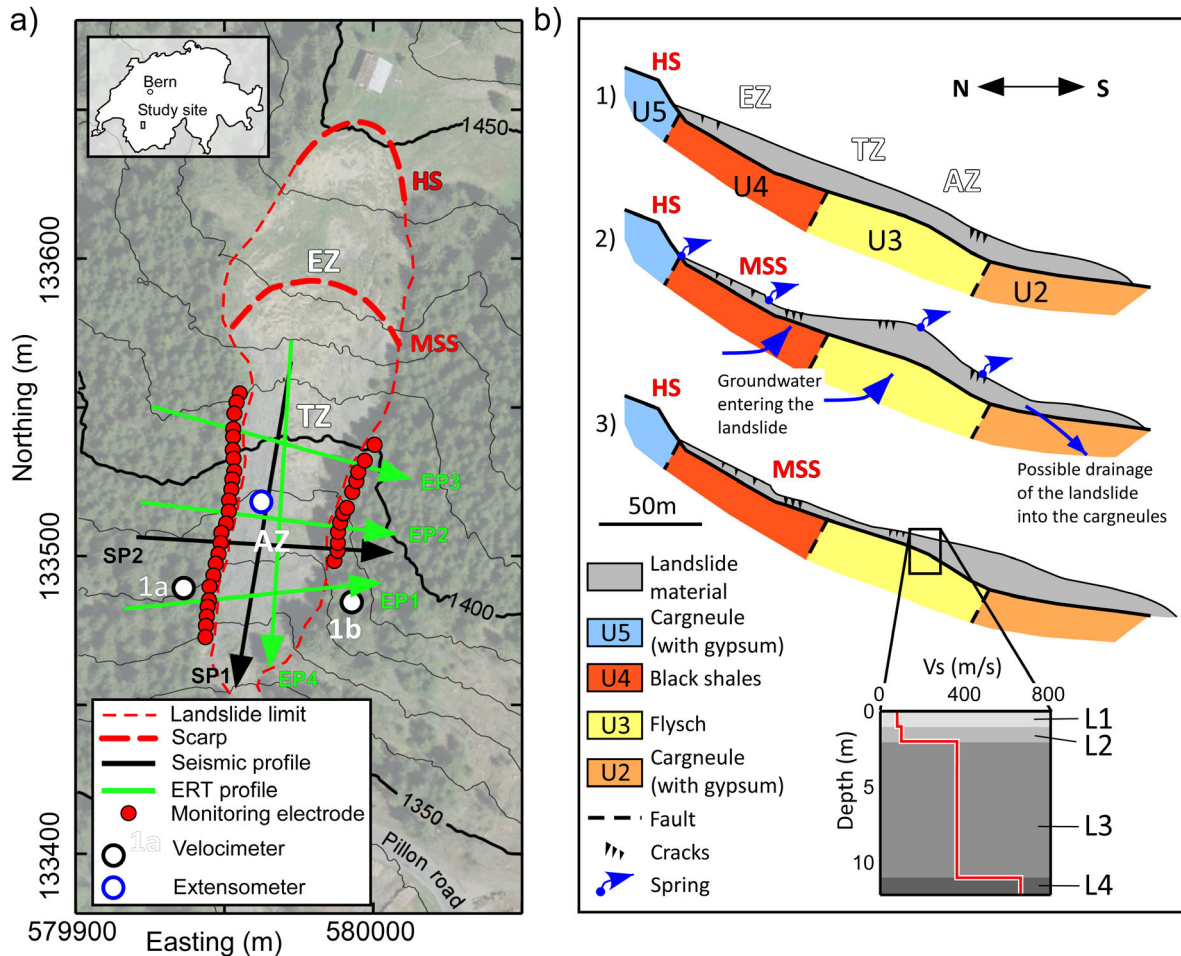 a)
Bern
Study site
1450
HS
EZ
MSS
TZ
EP3
EP2
SP2
AZ
1a
EP1
1b
1400
SP1
EP4
1350
Pillon road
Landslide limit
Scarp
Seismic profile
ERT profile
Monitoring electrode
1a
Velocimeter
Extensometer
Northing (m)
133600
133500
133400
579900
580000
Easting (m)
b)
HS
N
S
1)
U5
EZ
TZ
U4
AZ
HS
U3
2)
MSS
U2
Groundwater
entering the
landslide
HS
3)
MSS
Possible drainage
of the landslide
into the cargneules
50m
Landslide
material
U5
Cargneule
(with gypsum)
U4
Black shales
U3
Flysch
U2
Cargneule
(with gypsum)
Fault
Cracks
Spring
Vs (m/s)
0
400
800
0
5
10
Depth (m)
L1
L2
L3
L4